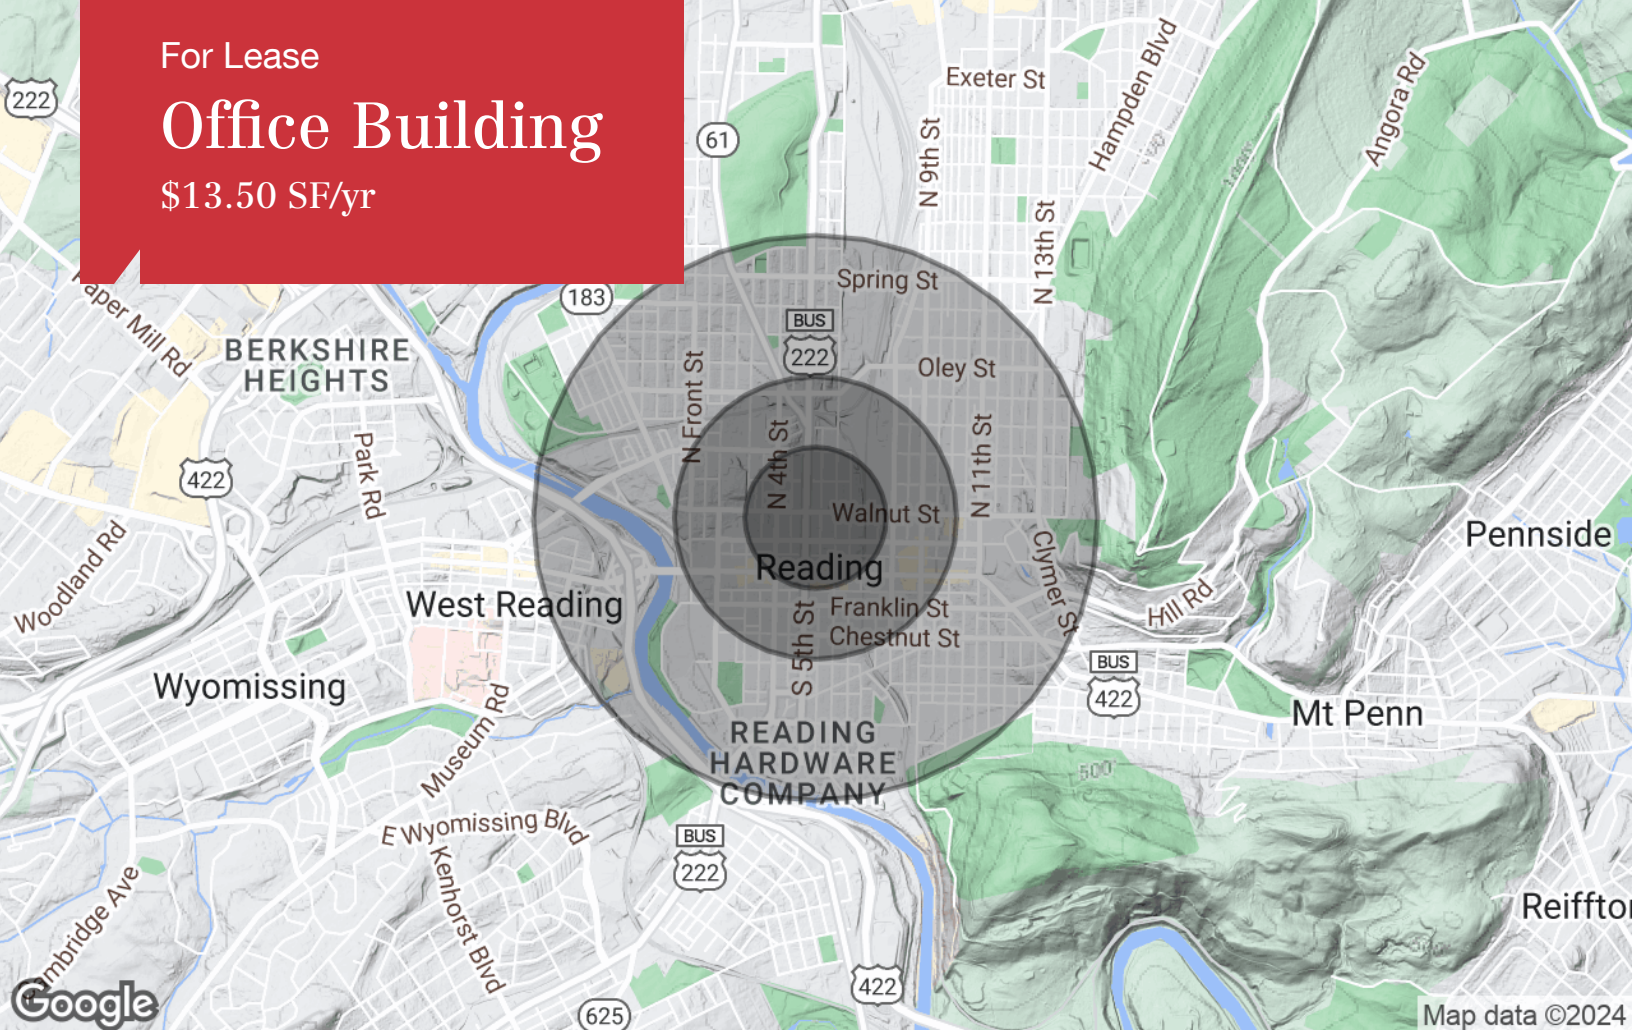 For Lease
Office Building
$13.50 SF/yr
222
61
Exeter St
Hampden Blvd
Angora Rd
N 9th St
N 13th St
Paper Mill Rd
183
Spring St
BUS
222
BERKSHIRE
HEIGHTS
Oley St
N Front St
N 4th St
N 11th St
1000
Park Rd
422
Walnut St
Reading
Pennside
Woodland Rd
Clymer St
West Reading
Franklin St
Chestnut St
S 5th St
Hill Rd
Wyomissing
BUS
422
Mt Penn
Museum Rd
READING
HARDWARE
COMPANY
500
E Wyomissing Blvd
BUS
222
Kenhorst Blvd
Cambridge Ave
Reiffto
422
625
Google
Map data ©2024